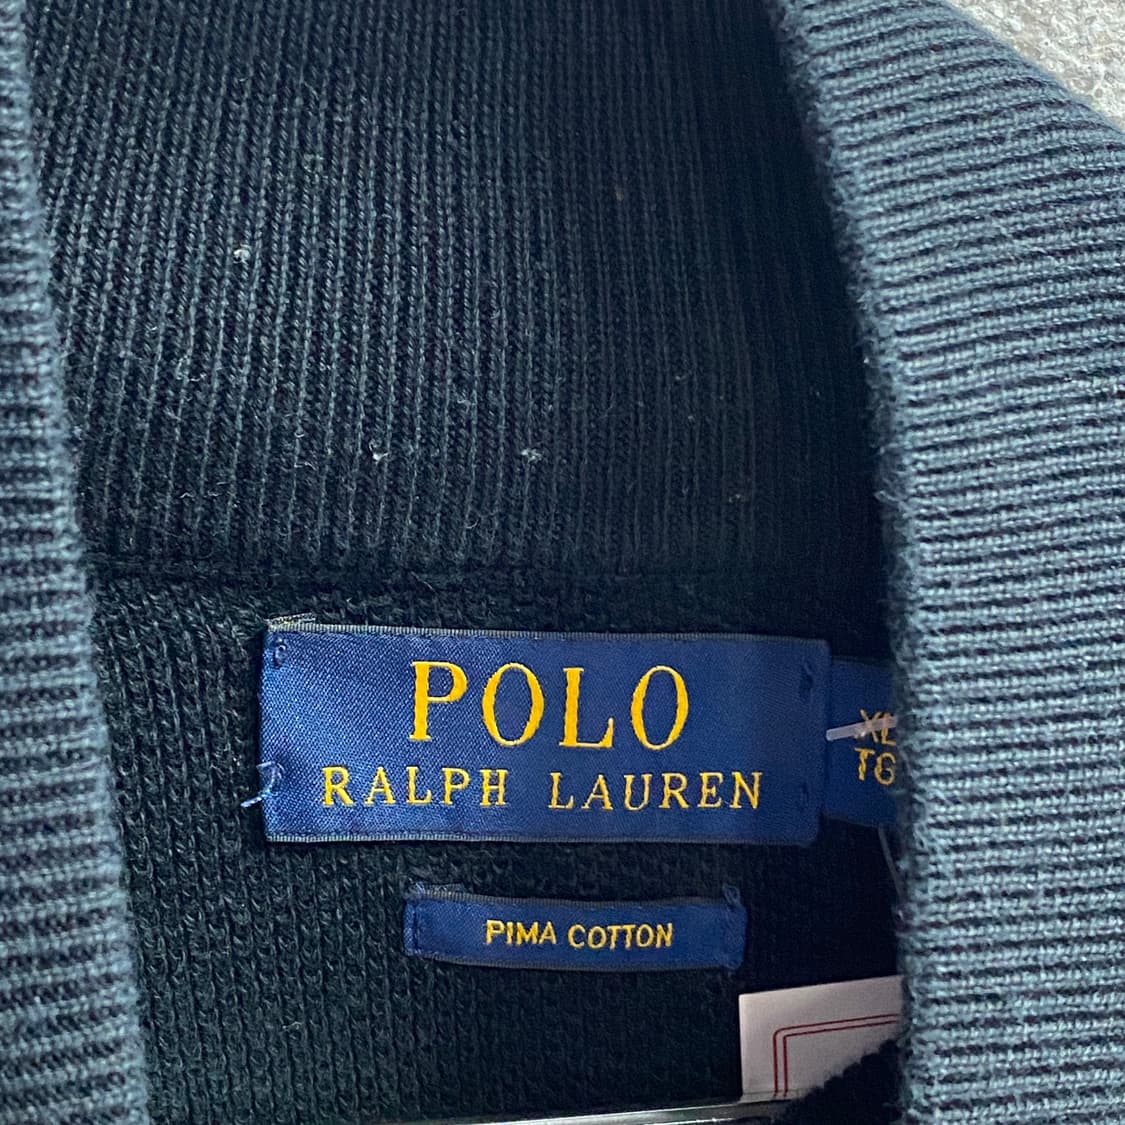 POLO
RALPH LAUREN
XL
TG
PIMA COTTON